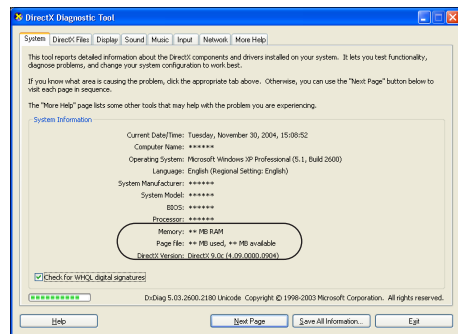 DirectX Diagnostic Tool
System DirectX Files Display Sound Music Input Network More Help
This tool reports detailed information about the DirectX components and drivers installed on your system. It lets you test functionality,
diagnose problems, and change your system configuration to work best.
If you know what area is causing the problem, click the appropriate tab above. Otherwise, you can use the "Next Page" button below to
visit each page in sequence.
The "More Help" page lists some other tools that may help with the problem you are experiencing.
System Information
Current Date/Time: Tuesday, November 30, 2004, 15:08:52
Computer Name: ******
Operating System: Microsoft Windows XP Professional (5.1, Build 2600)
Language: English (Regional Setting: English)
System Manufacturer: ******
System Model: ******
BIOS: ******
Processor: ******
Memory: ** MB RAM
Page file: ** MB used, ** MB available
DirectX Version: DirectX 9.0c (4.09.0000.0904)
Check for WHQL digital signatures
DxDiag 5.03.2600.2180 Unicode Copyright © 1998-2003 Microsoft Corporation. All rights reserved.
Help Next Page Save All Information... Exit